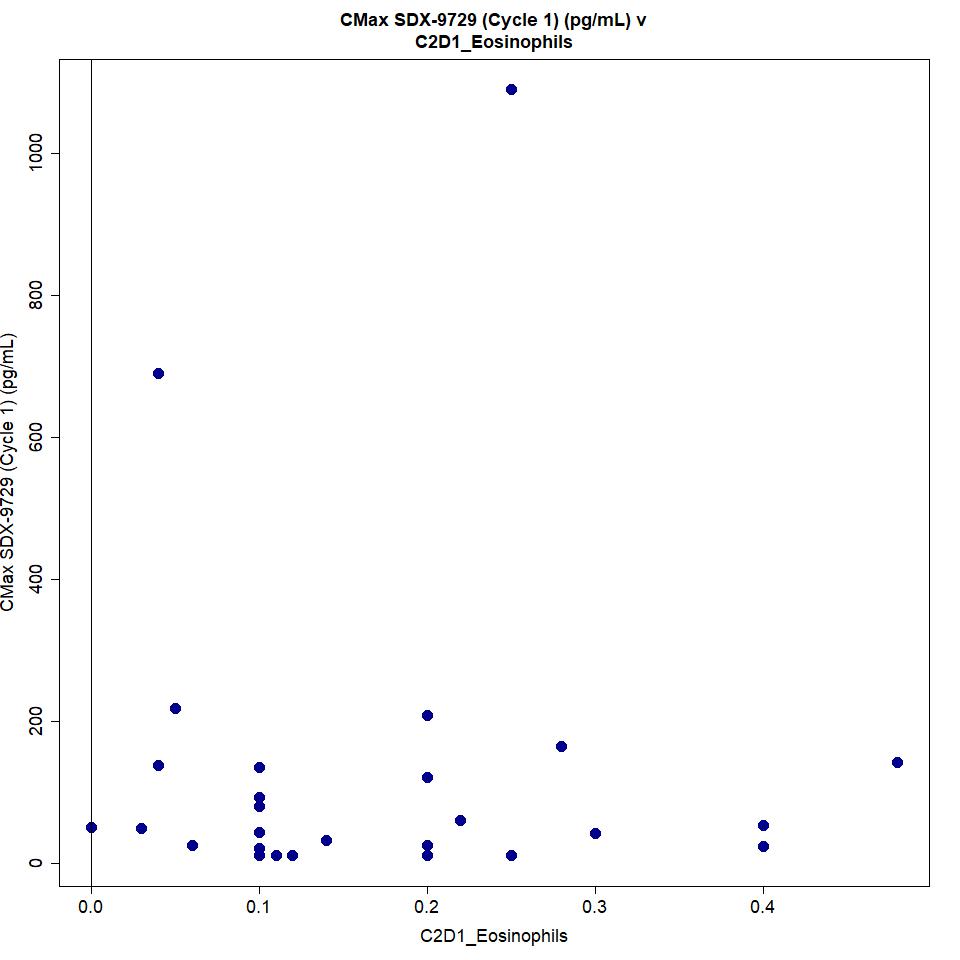 CMax SDX-9729 (Cycle 1) (pg/mL) v
C2D1_Eosinophils
CMax SDX-9729 (Cycle 1) (pg/mL)
1000
800
600
400
200
0
0.0 0.1 0.2 0.3 0.4
C2D1_Eosinophils